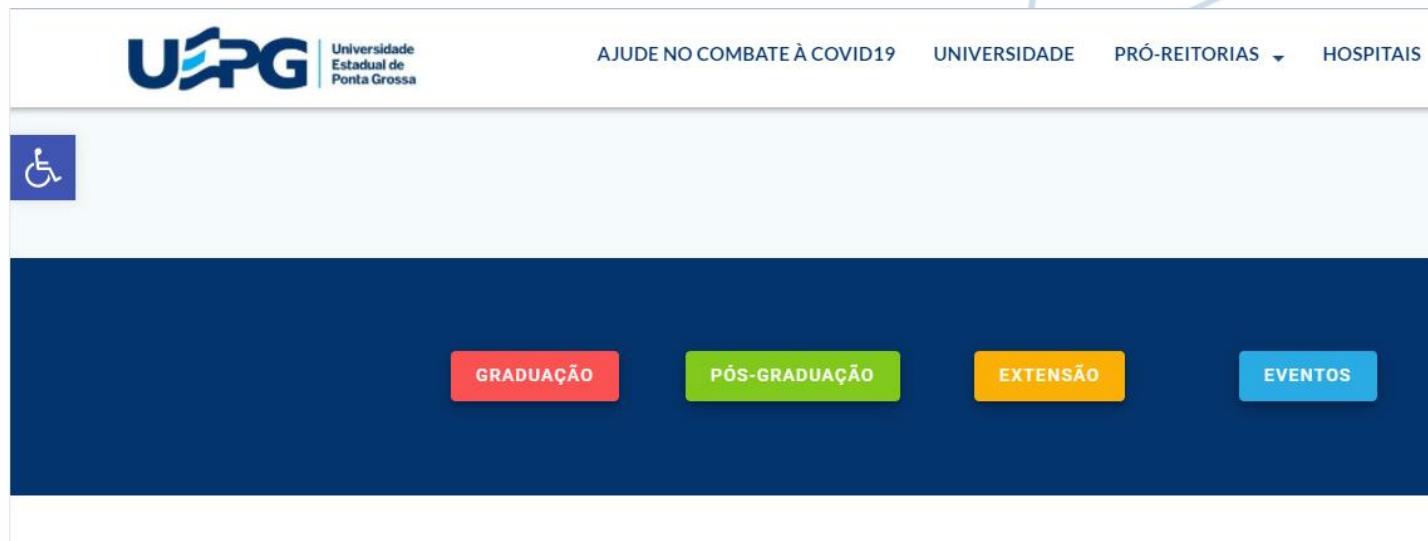 UEPG
Universidade
Estadual de
Ponta Grossa
AJUDE NO COMBATE À COVID19 UNIVERSIDADE PRÓ-REITORIAS HOSPITAIS
GRADUAÇÃO PÓS-GRADUAÇÃO EXTENSÃO EVENTOS